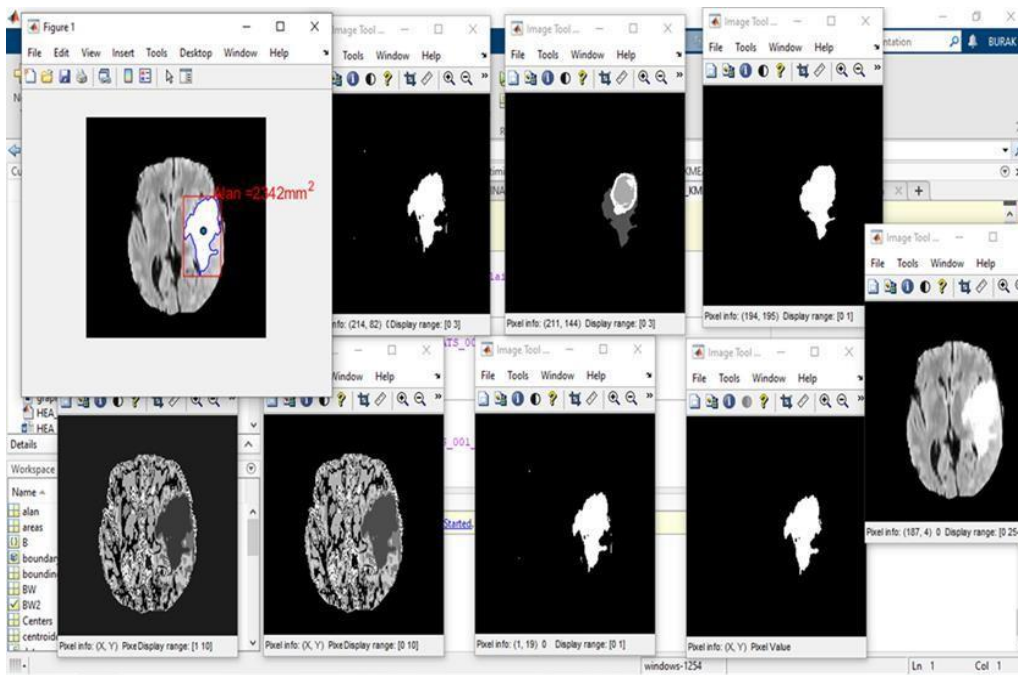 Figure 1
File Edit View Insert Tools Desktop Window Help
Alan =2342mm2
Image Tool ...
Tools Window Help
Pixel info: (214, 82) Display range: [0 3]
Image Tool ...
Tools Window Help
Pixel info: (211, 144) Display range: [0 3]
Image Tool ...
File Tools Window Help
Pixel info: (194, 195) Display range: [0 1]
BURAK
Image Tool ...
File Tools Window Help
Pixel info: (187, 4) 0 Display range: [0
HEA
HEA
Details
Workspace
Name
alan
areas
B
BW
BW2
Centers
Pixel info: (X, Y) Display range: [1 10]
Window Help
Pixel info: (X, Y) Display range: [0 10]
Image Tool ...
File Tools Window Help
Pixel info: (1, 19) 0 Display range: [0 1]
Image Tool ...
File Tools Window Help
Pixel info: (X, Y) Pixel Value
Started.
windows-1254
Ln 1 Col 1